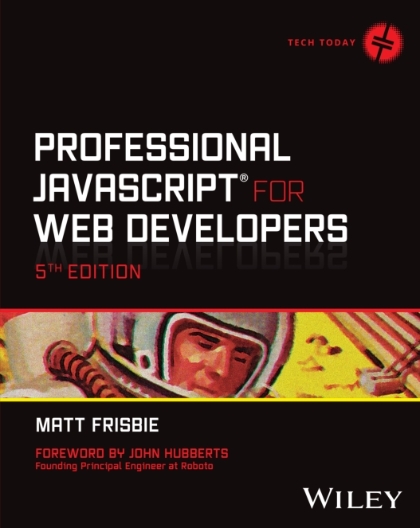 TECH TODAY
PROFESSIONAL
JAVASCRIPT® FOR
WEB DEVELOPERS
5TH EDITION
MATT FRISBIE
FOREWORD BY JOHN HUBBERTS
Founding Principal Engineer at Roboto
WILEY